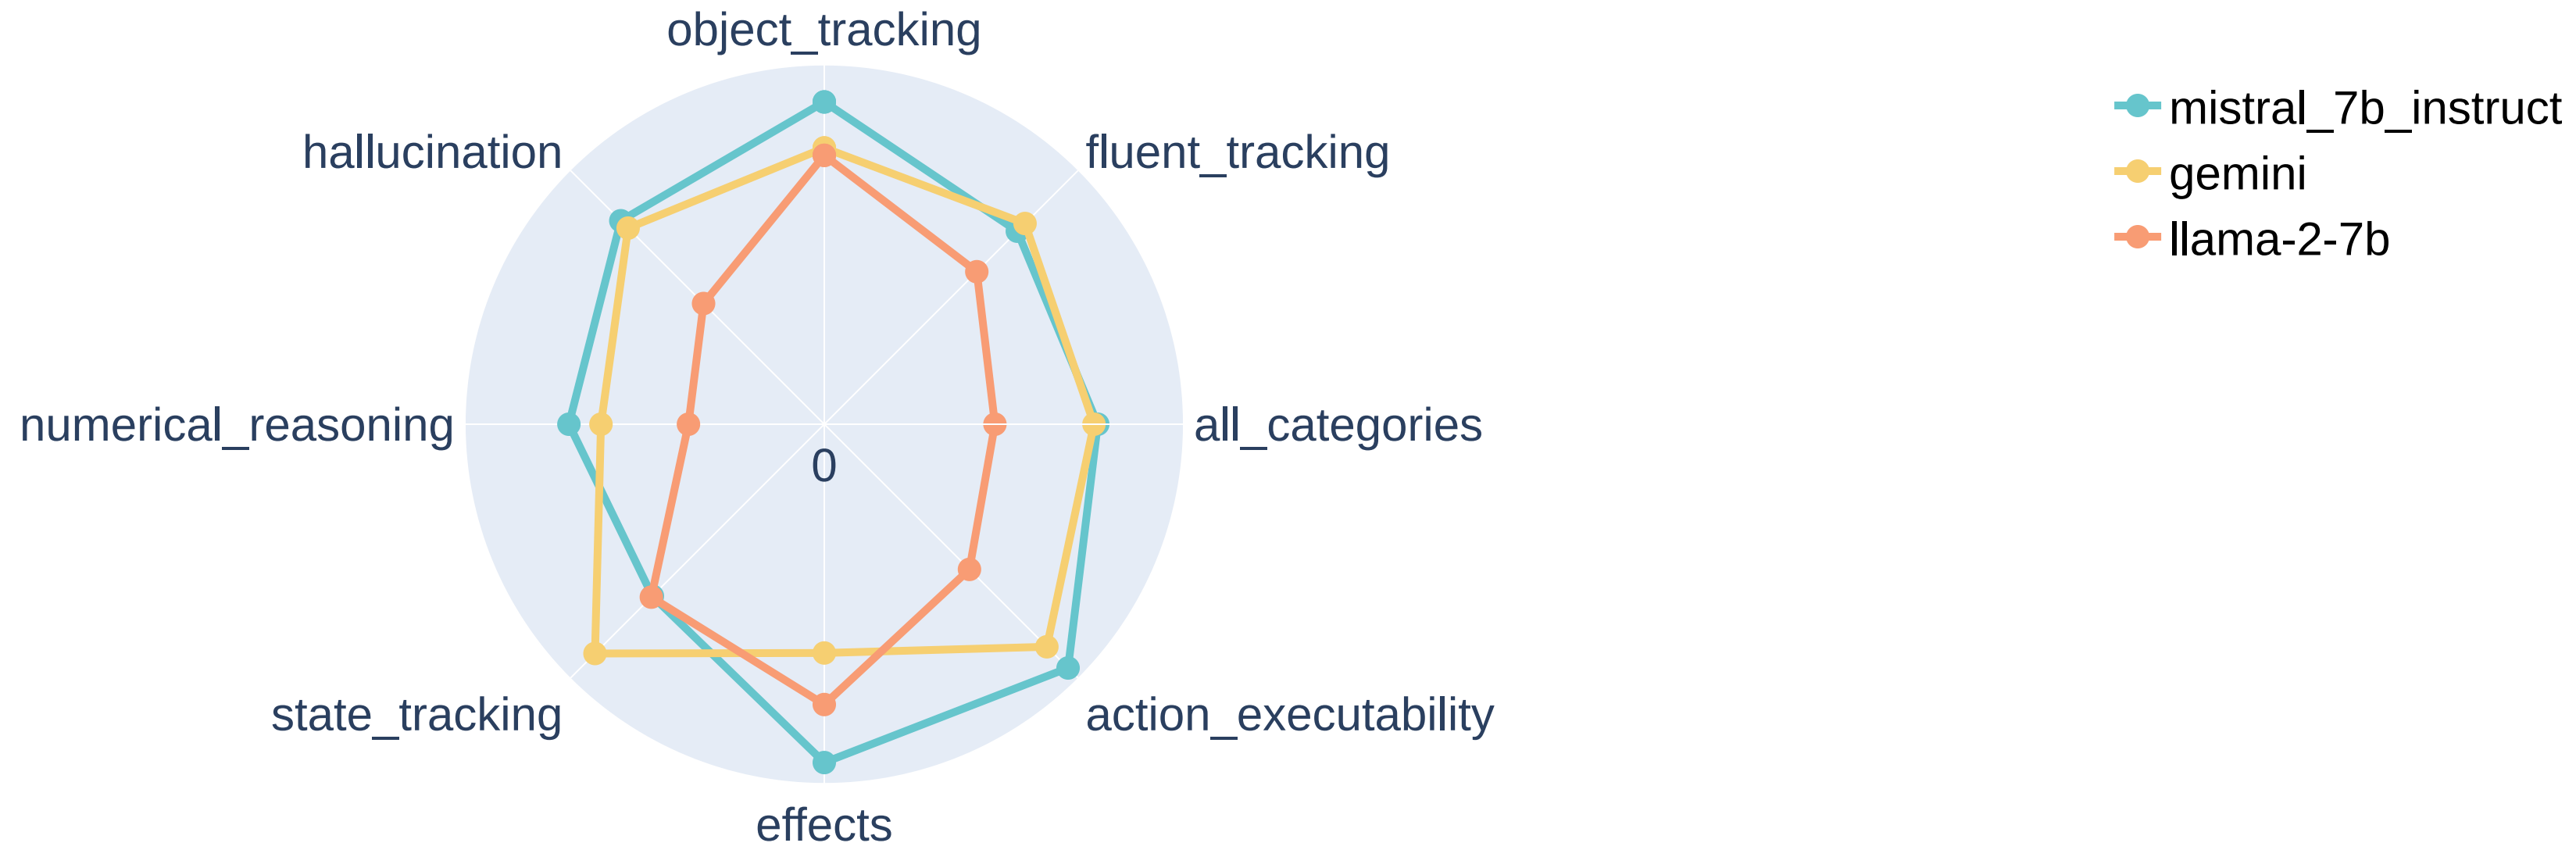 object_tracking
hallucination
fluent_tracking
numerical_reasoning
all_categories
0
state_tracking
action_executability
effects
mistral_7b_instruct
gemini
llama-2-7b